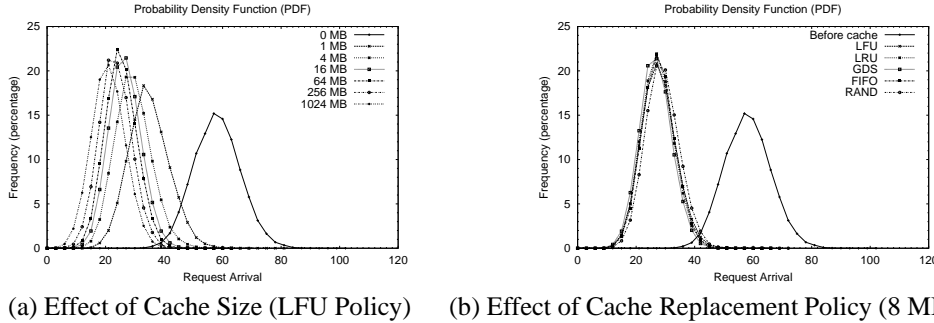 Probability Density Function (PDF)
0 MB
1 MB
4 MB
16 MB
64 MB
256 MB
1024 MB
Frequency (percentage)
25
20
15
10
5
0
0 20 40 60 80 100 120
Request Arrival
(a) Effect of Cache Size (LFU Policy)
Probability Density Function (PDF)
Before cache
LFU
LRU
GDS
FIFO
RAND
Frequency (percentage)
25
20
15
10
5
0
0 20 40 60 80 100 120
Request Arrival
(b) Effect of Cache Replacement Policy (8 M